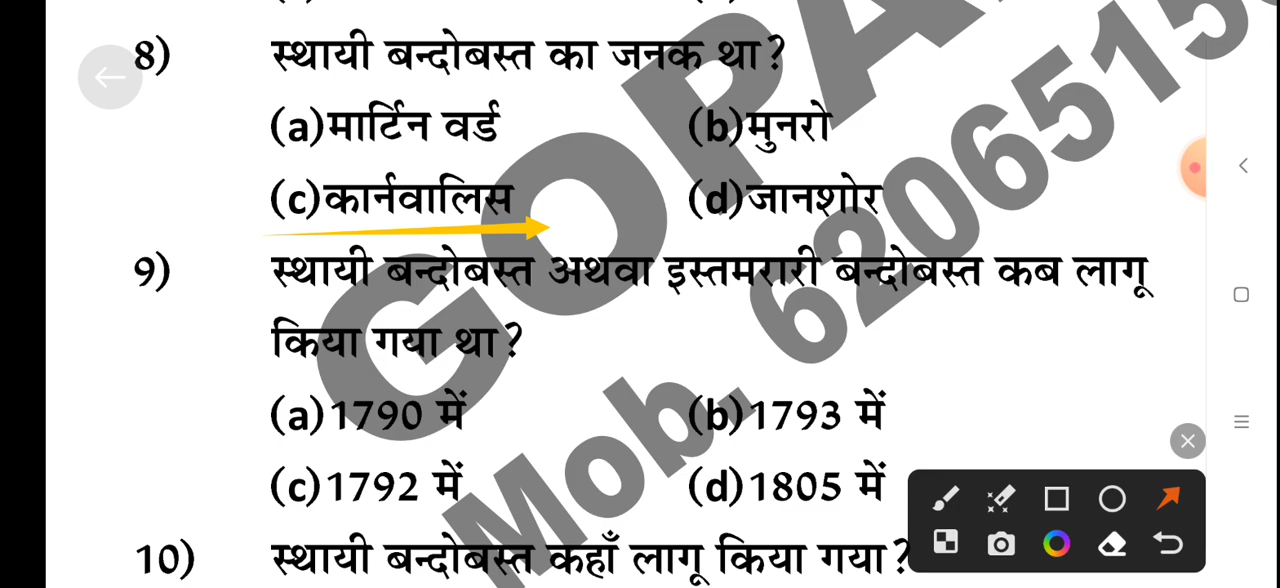 8) स्थायी बन्दोबस्त का जनक था?
(a)मार्टिन वर्ड (b)मुनरो
(c)कार्नवालिस (d)जानशोर
9) स्थायी बन्दोबस्त अथवा इस्तमरारी बन्दोबस्त कब लागू
किया गया था?
(a)1790 में (b)1793 में
(c)1792 में (d)1805 में
10) स्थायी बन्दोबस्त कहाँ लागू किया गया?
GOPA
Mob. 6206515